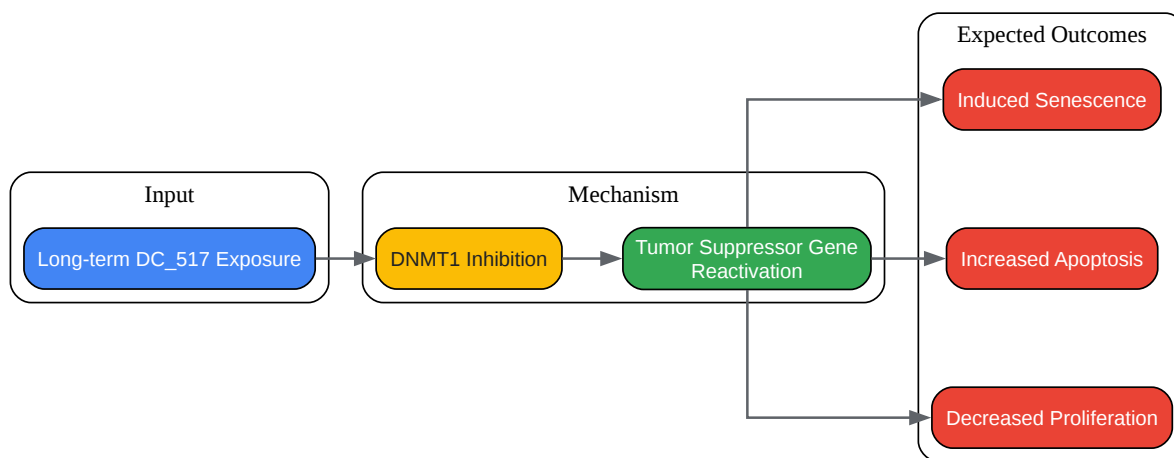 Expected Outcomes
Induced Senescence
Input
Mechanism
Long-term DC_517 Exposure
DNMT1 Inhibition
Tumor Suppressor Gene
Reactivation
Increased Apoptosis
Decreased Proliferation